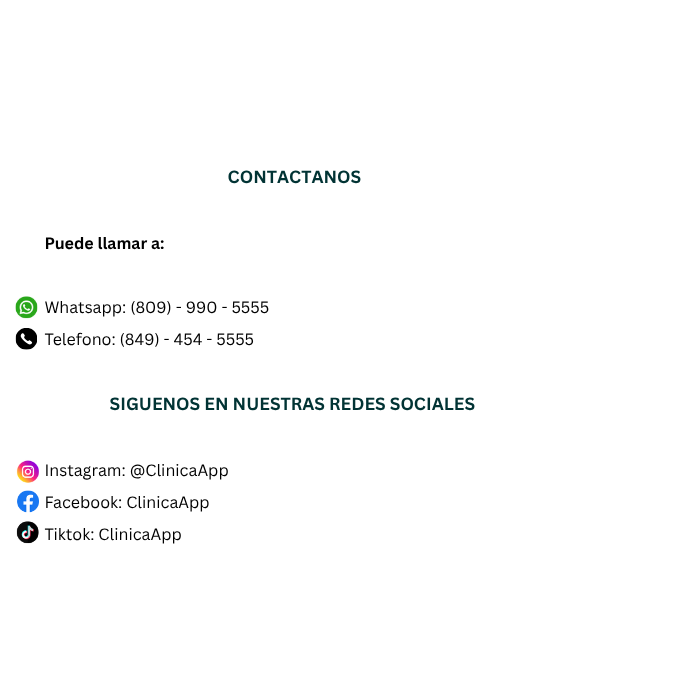 CONTACTANOS
Puede llamar a:
Whatsapp: (809) - 990 - 5555
Telefono: (849) - 454 - 5555
SIGUENOS EN NUESTRAS REDES SOCIALES
Instagram: @ClinicaApp
Facebook: ClinicaApp
Tiktok: ClinicaApp